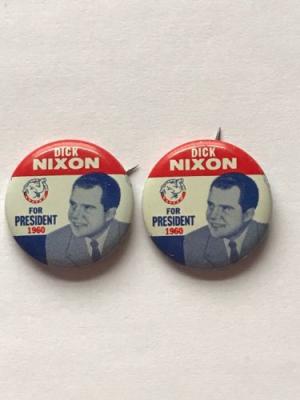 DICK
NIXON
FOR
PRESIDENT
1960
DICK
NIXON
FOR
PRESIDENT
1960